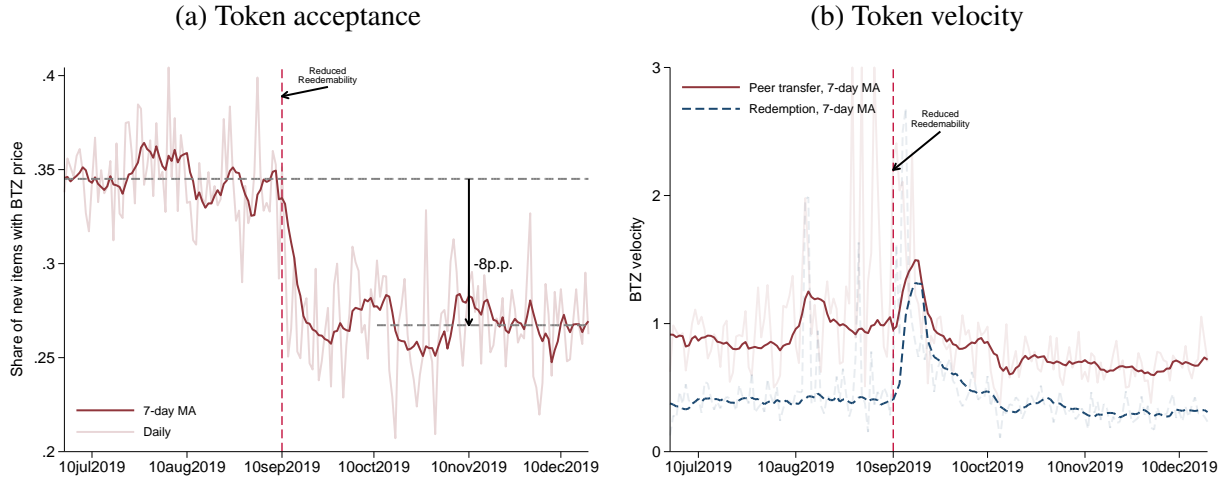 (a) Token acceptance
Share of new items with BTZ price
.4
.35
.3
.25
.2
Reduced
Reedemability
-8p.p.
7-day MA
Daily
10jul2019
10aug2019
10sep2019
10oct2019
10nov2019
10dec2019
(b) Token velocity
BTZ velocity
3
2
1
0
Peer transfer, 7-day MA
Redemption, 7-day MA
Reduced
Reedemability
10jul2019
10aug2019
10sep2019
10oct2019
10nov2019
10dec2019